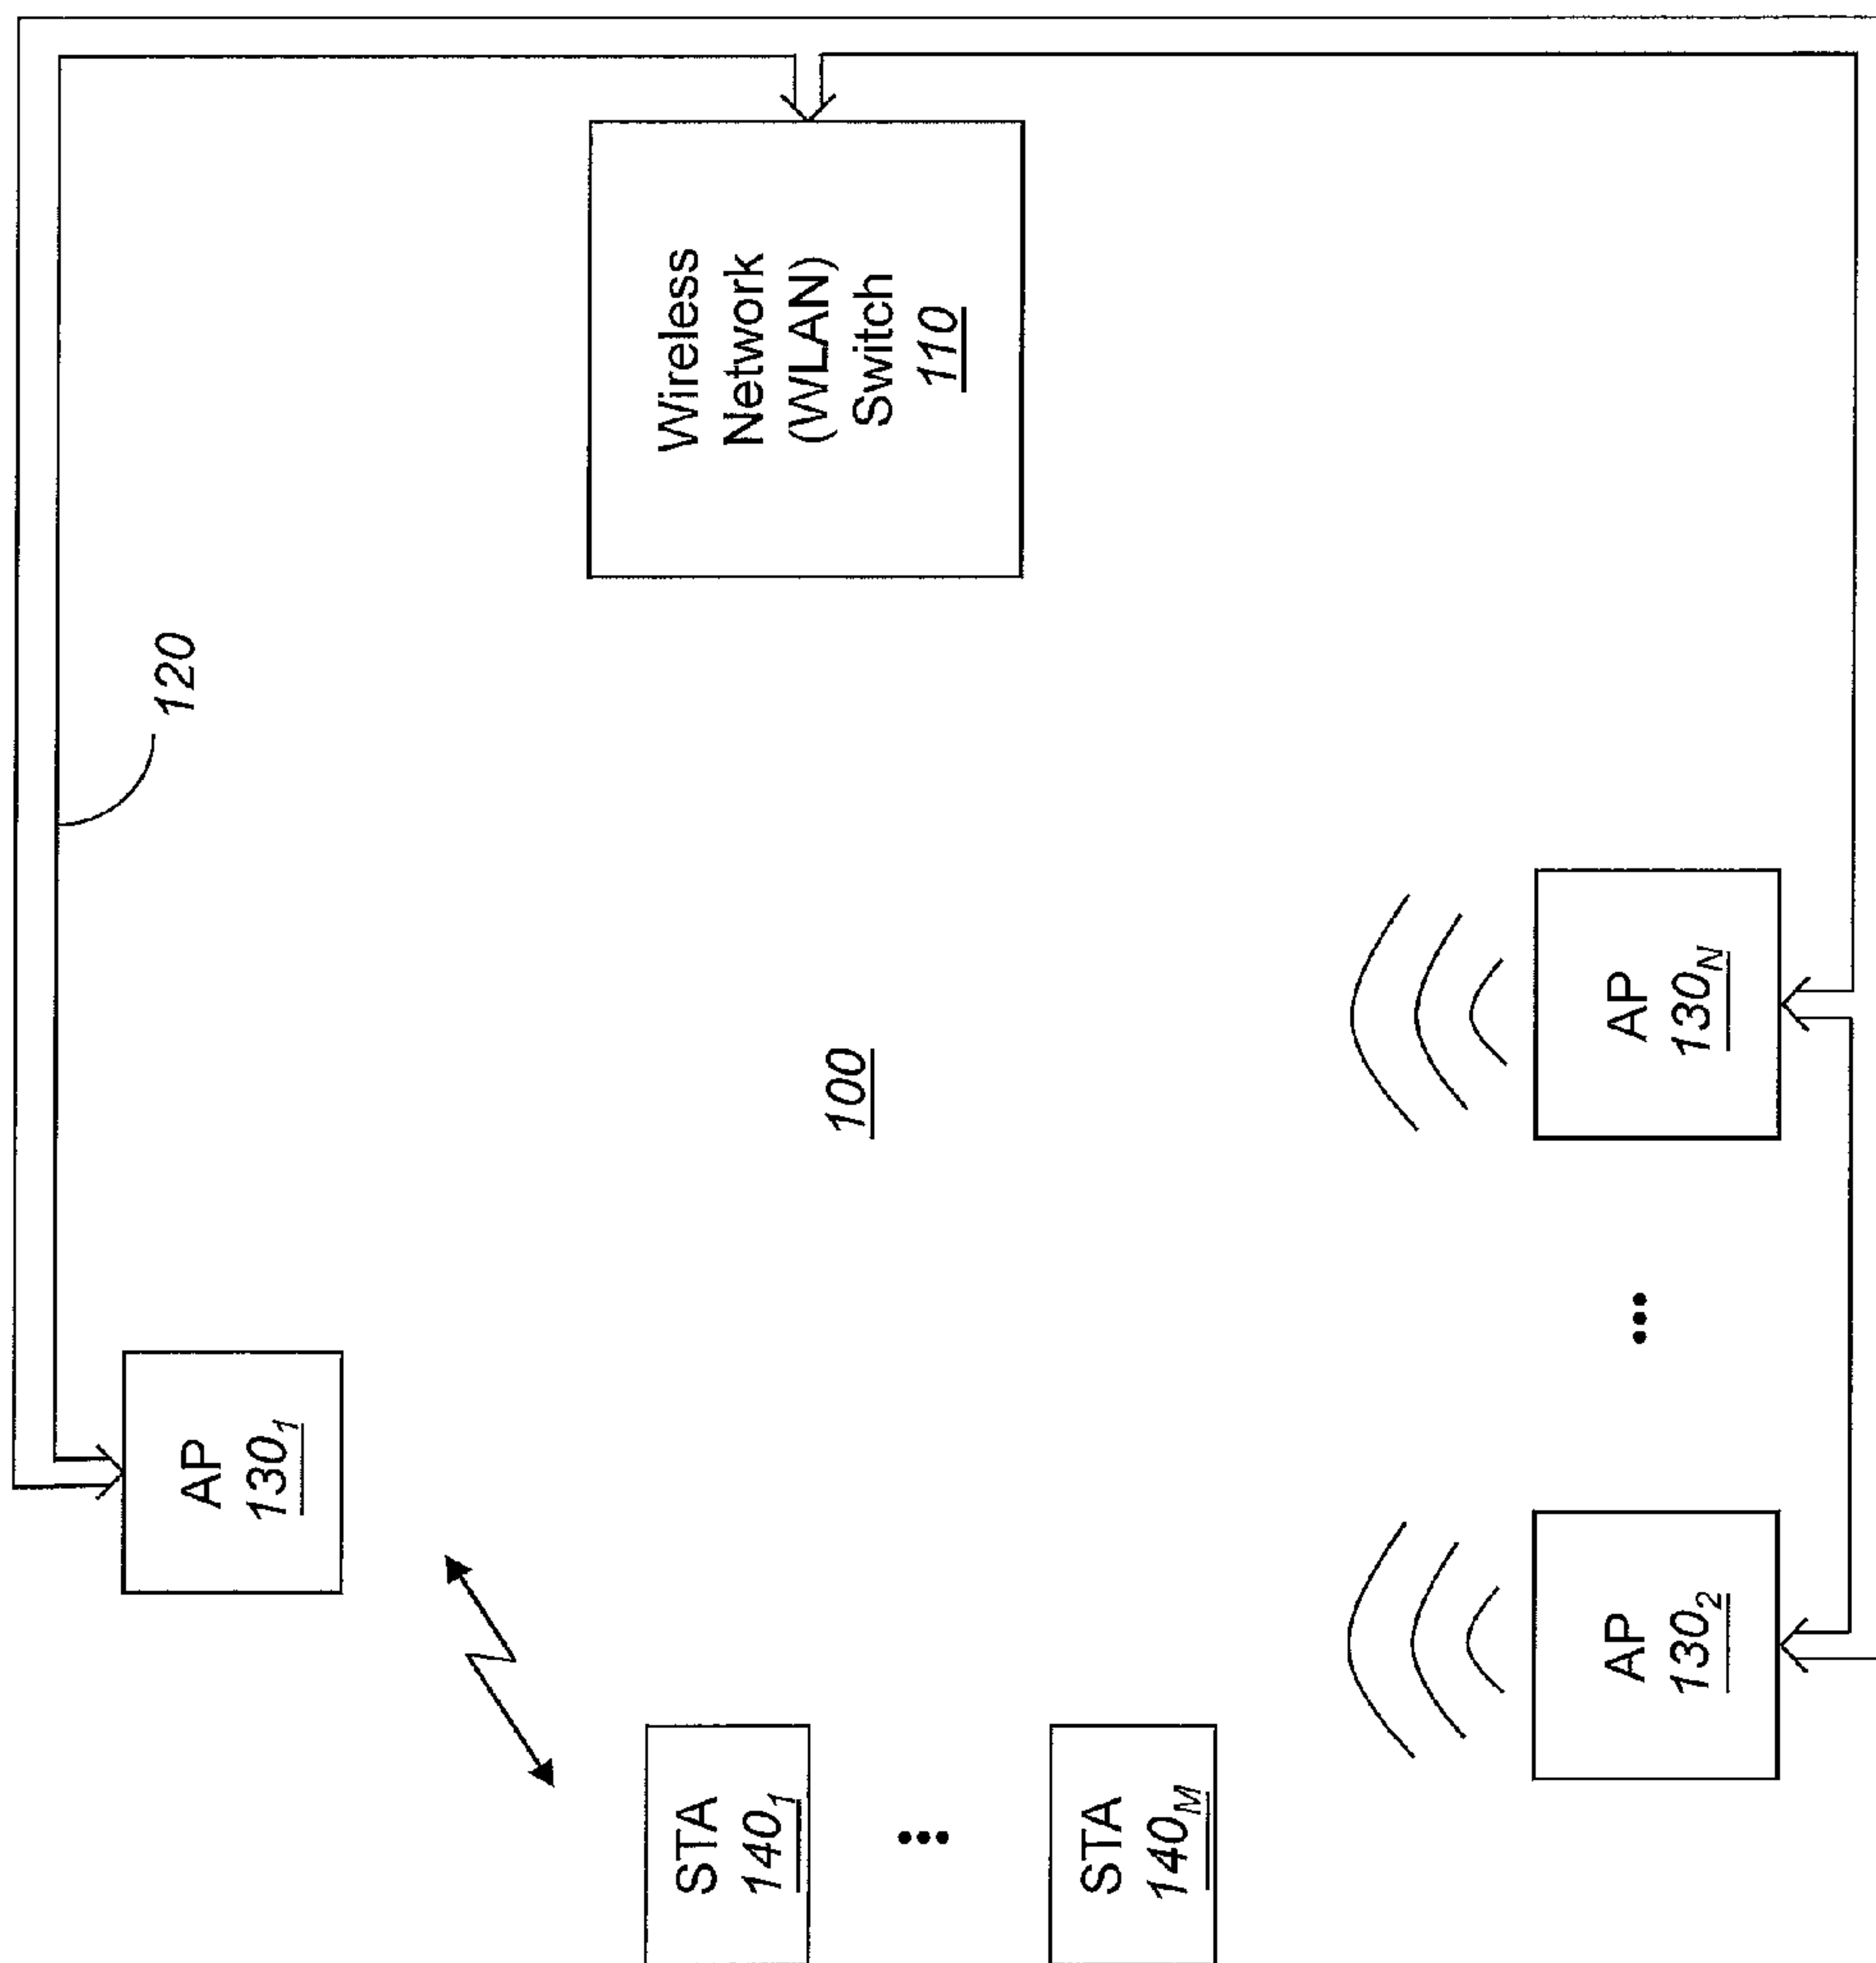 120
Wireless
Network
(WLAN)
Switch
110
AP
130₁
100
STA
140₁
STA
140M
AP
130₂
AP
130N